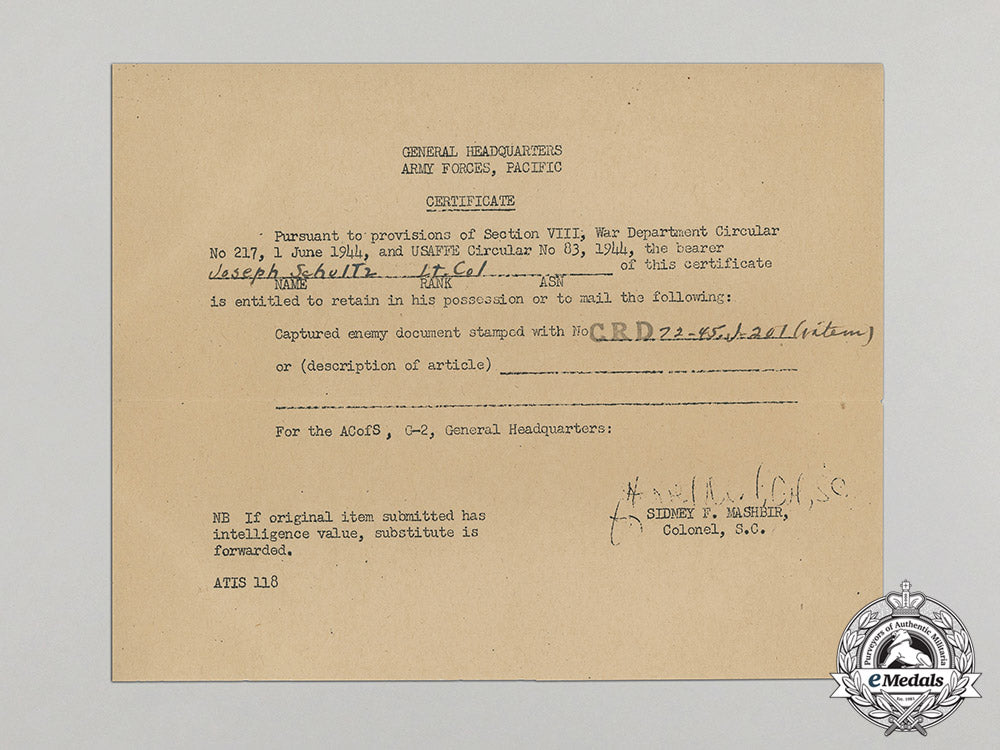 GENERAL HEADQUARTERS
ARMY FORCES, PACIFIC
CERTIFICATE
Pursuant to provisions of Section VIII, War Department Circular
No 217, 1 June 1944, and USAFFE Circular No 83, 1944, the bearer
Joseph Schultz Lt. Col of this certificate
NAME RANK ASN
is entitled to retain in his possession or to mail the following:
Captured enemy document stamped with No C.R.D 72-45, J-201 (1 item)
or (description of article)
For the ACofS, G-2, General Headquarters:
SIDNEY F. MASHBIR,
Colonel, S.C.
NB If original item submitted has
intelligence value, substitute is
forwarded.
ATIS 118
Purveyors of Authentic Militaria
eMedals
Est. 1985